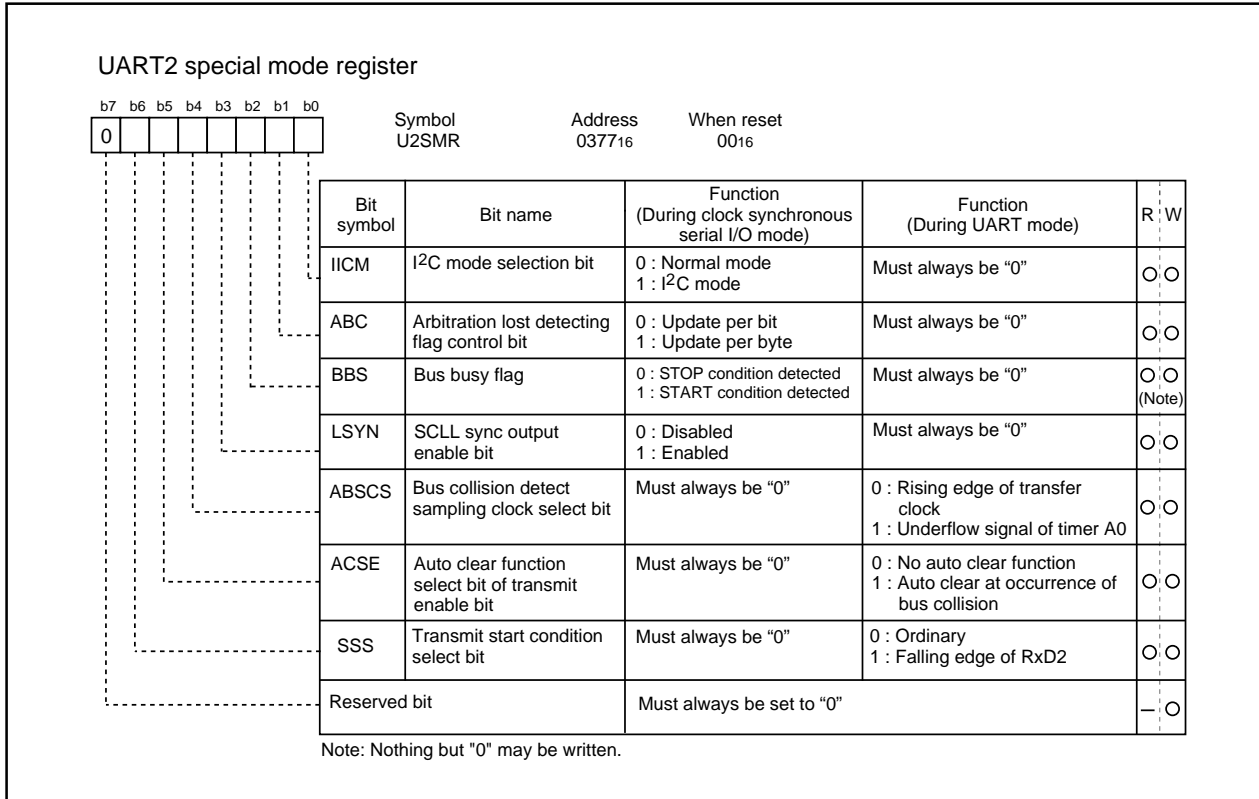 UART2 special mode register
b7 b6 b5 b4 b3 b2 b1 b0
Symbol Address When reset
0 U2SMR 037716 0016
Bit symbol Bit name Function (During clock synchronous serial I/O mode) Function (During UART mode) R W
IICM I2C mode selection bit 0 : Normal mode Must always be “0”
1 : I2C mode
ABC Arbitration lost detecting 0 : Update per bit Must always be “0”
flag control bit 1 : Update per byte
BBS Bus busy flag 0 : STOP condition detected Must always be “0”
1 : START condition detected (Note)
LSYN SCLL sync output 0 : Disabled Must always be “0”
enable bit 1 : Enabled
ABSCS Bus collision detect Must always be “0” 0 : Rising edge of transfer
sampling clock select bit clock
1 : Underflow signal of timer A0
ACSE Auto clear function Must always be “0” 0 : No auto clear function
select bit of transmit 1 : Auto clear at occurrence of
enable bit bus collision
SSS Transmit start condition Must always be “0” 0 : Ordinary
select bit 1 : Falling edge of RxD2
Reserved bit Must always be set to “0” –
Note: Nothing but "0" may be written.